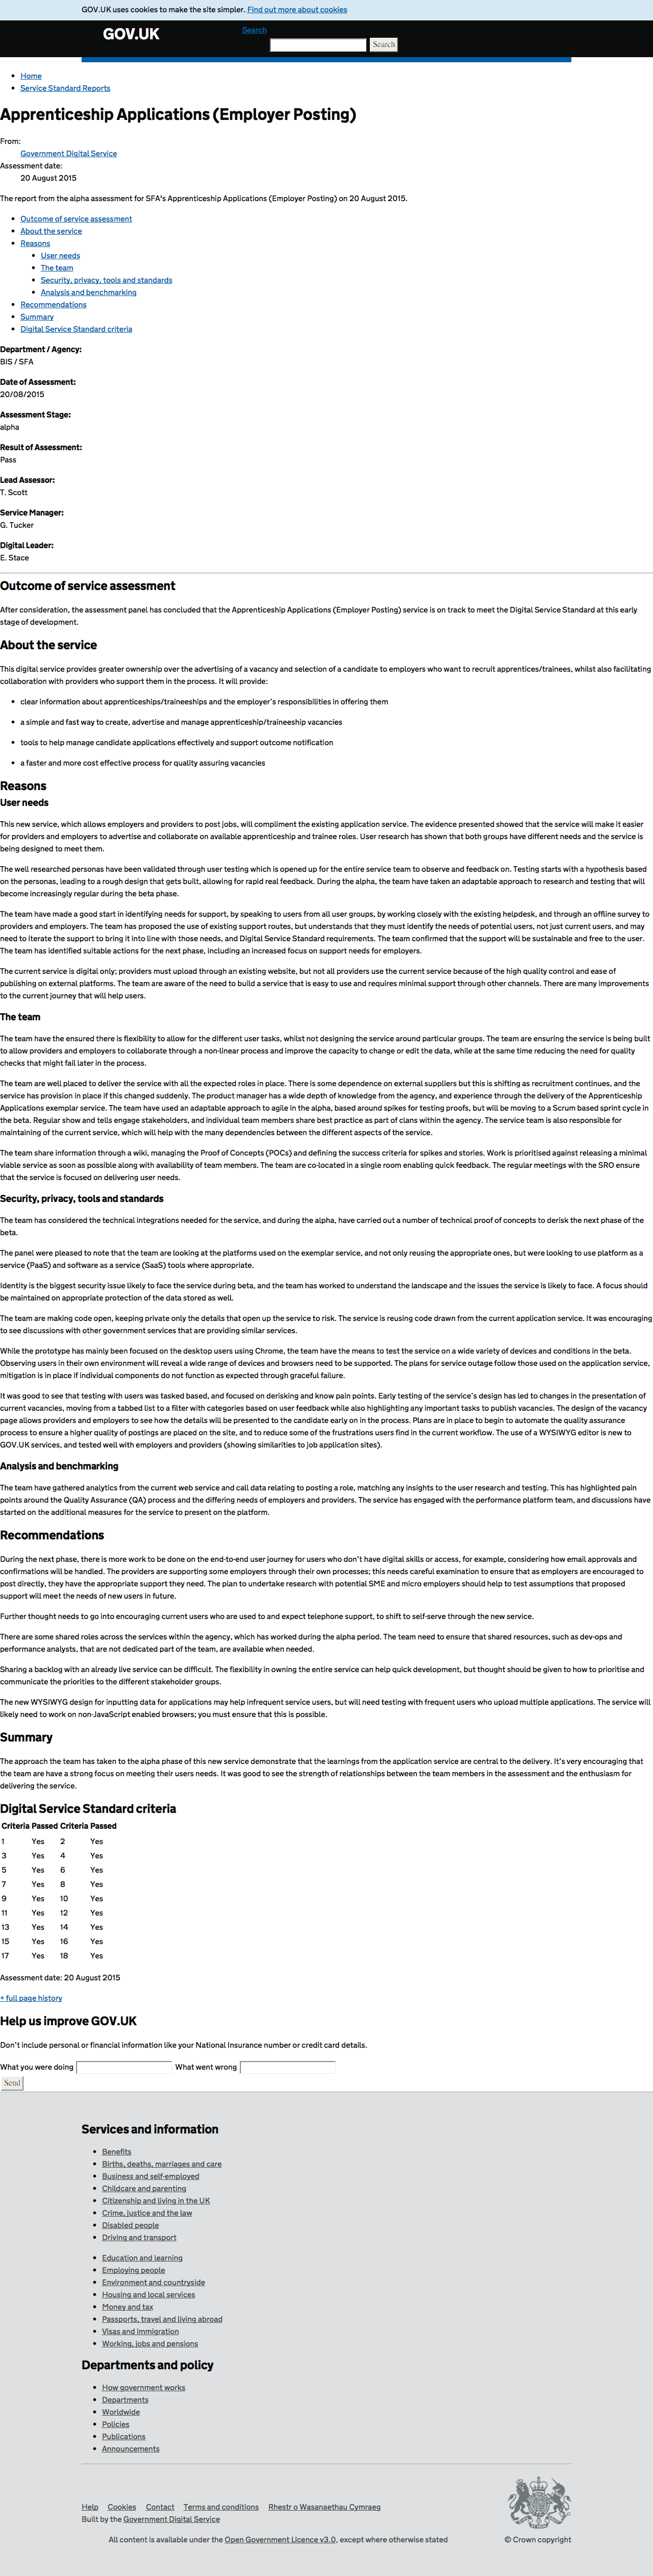 GOV.UK uses cookies to make the site simpler. Find out more about cookies
GOV.UK
Search
Search
Home
Service Standard Reports
Apprenticeship Applications (Employer Posting)
From:
Government Digital Service
Assessment date:
20 August 2015
The report from the alpha assessment for SFA's Apprenticeship Applications (Employer Posting) on 20 August 2015.
Outcome of service assessment
About the service
Reasons
User needs
The team
Security, privacy, tools and standards
Analysis and benchmarking
Recommendations
Summary
Digital Service Standard criteria
Department / Agency:
BIS / SFA
Date of Assessment:
20/08/2015
Assessment Stage:
alpha
Result of Assessment:
Pass
Lead Assessor:
T. Scott
Service Manager:
G. Tucker
Digital Leader:
E. Stace
Outcome of service assessment
After consideration, the assessment panel has concluded that the Apprenticeship Applications (Employer Posting) service is on track to meet the Digital Service Standard at this early
stage of development.
About the service
This digital service provides greater ownership over the advertising of a vacancy and selection of a candidate to employers who want to recruit apprentices/trainees, whilst also facilitating
collaboration with providers who support them in the process. It will provide:
clear information about apprenticeships/traineeships and the employer's responsibilities in offering them
a simple and fast way to create, advertise and manage apprenticeship/traineeship vacancies
tools to help manage candidate applications effectively and support outcome notification
a faster and more cost effective process for quality assuring vacancies
Reasons
User needs
This new service, which allows employers and providers to post jobs, will compliment the existing application service. The evidence presented showed that the service will make it easier
for providers and employers to advertise and collaborate on available apprenticeship and trainee roles. User research has shown that both groups have different needs and the service is
being designed to meet them.
The well researched personas have been validated through user testing which is opened up for the entire service team to observe and feedback on. Testing starts with a hypothesis based
on the personas, leading to a rough design that gets built, allowing for rapid real feedback. During the alpha, the team have taken an adaptable approach to research and testing that will
become increasingly regular during the beta phase.
The team have made a good start in identifying needs for support, by speaking to users from all user groups, by working closely with the existing helpdesk, and through an offline survey to
providers and employers. The team has proposed the use of existing support routes, but understands that they must identify the needs of potential users, not just current users, and may
need to iterate the support to bring it into line with those needs, and Digital Service Standard requirements. The team confirmed that the support will be sustainable and free to the user.
The team has identified suitable actions for the next phase, including an increased focus on support needs for employers.
The current service is digital only; providers must upload through an existing website, but not all providers use the current service because of the high quality control and ease of
publishing on external platforms. The team are aware of the need to build a service that is easy to use and requires minimal support through other channels. There are many improvements
to the current journey that will help users.
The team
The team have the ensured there is flexibility to allow for the different user tasks, whilst not designing the service around particular groups. The team are ensuring the service is being built
to allow providers and employers to collaborate through a non-linear process and improve the capacity to change or edit the data, while at the same time reducing the need for quality
checks that might fail later in the process.
The team are well placed to deliver the service with all the expected roles in place. There is some dependence on external suppliers but this is shifting as recruitment continues, and the
service has provision in place if this changed suddenly. The product manager has a wide depth of knowledge from the agency, and experience through the delivery of the Apprenticeship
Applications exemplar service. The team have used an adaptable approach to agile in the alpha, based around spikes for testing proofs, but will be moving to a Scrum based sprint cycle in
the beta. Regular show and tells engage stakeholders, and individual team members share best practice as part of clans within the agency. The service team is also responsible for
maintaining of the current service, which will help with the many dependencies between the different aspects of the service.
The team share information through a wiki, managing the Proof of Concepts (POCs) and defining the success criteria for spikes and stories. Work is prioritised against releasing a minimal
viable service as soon as possible along with availability of team members. The team are co-located in a single room enabling quick feedback. The regular meetings with the SRO ensure
that the service is focused on delivering user needs.
Security, privacy, tools and standards
The team has considered the technical integrations needed for the service, and during the alpha, have carried out a number of technical proof of concepts to derisk the next phase of the
beta.
The panel were pleased to note that the team are looking at the platforms used on the exemplar service, and not only reusing the appropriate ones, but were looking to use platform as a
service (PaaS) and software as a service (SaaS) tools where appropriate.
Identity is the biggest security issue likely to face the service during beta, and the team has worked to understand the landscape and the issues the service is likely to face. A focus should
be maintained on appropriate protection of the data stored as well.
The team are making code open, keeping private only the details that open up the service to risk. The service is reusing code drawn from the current application service. It was encouraging
to see discussions with other government services that are providing similar services.
While the prototype has mainly been focused on the desktop users using Chrome, the team have the means to test the service on a wide variety of devices and conditions in the beta.
Observing users in their own environment will reveal a wide range of devices and browsers need to be supported. The plans for service outage follow those used on the application service,
mitigation is in place if individual components do not function as expected through graceful failure.
It was good to see that testing with users was tasked based, and focused on derisking and know pain points. Early testing of the service's design has led to changes in the presentation of
current vacancies, moving from a tabbed list to a filter with categories based on user feedback while also highlighting any important tasks to publish vacancies. The design of the vacancy
page allows providers and employers to see how the details will be presented to the candidate early on in the process. Plans are in place to begin to automate the quality assurance
process to ensure a higher quality of postings are placed on the site, and to reduce some of the frustrations users find in the current workflow. The use of a WYSIWYG editor is new to
GOV.UK services, and tested well with employers and providers (showing similarities to job application sites).
Analysis and benchmarking
The team have gathered analytics from the current web service and call data relating to posting a role, matching any insights to the user research and testing. This has highlighted pain
points around the Quality Assurance (QA) process and the differing needs of employers and providers. The service has engaged with the performance platform team, and discussions have
started on the additional measures for the service to present on the platform.
Recommendations
During the next phase, there is more work to be done on the end-to-end user journey for users who don't have digital skills or access, for example, considering how email approvals and
confirmations will be handled. The providers are supporting some employers through their own processes; this needs careful examination to ensure that as employers are encouraged to
post directly, they have the appropriate support they need. The plan to undertake research with potential SME and micro employers should help to test assumptions that proposed
support will meet the needs of new users in future.
Further thought needs to go into encouraging current users who are used to and expect telephone support, to shift to self-serve through the new service.
There are some shared roles across the services within the agency, which has worked during the alpha period. The team need to ensure that shared resources, such as dev-ops and
performance analysts, that are not dedicated part of the team, are available when needed.
Sharing a backlog with an already live service can be difficult. The flexibility in owning the entire service can help quick development, but thought should be given to how to prioritise and
communicate the priorities to the different stakeholder groups.
The new WYSIWYG design for inputting data for applications may help infrequent service users, but will need testing with frequent users who upload multiple applications. The service will
likely need to work on non-JavaScript enabled browsers; you must ensure that this is possible.
Summary
The approach the team has taken to the alpha phase of this new service demonstrate that the learnings from the application service are central to the delivery. It's very encouraging that
the team are have a strong focus on meeting their users needs. It was good to see the strength of relationships between the team members in the assessment and the enthusiasm for
delivering the service.
Digital Service Standard criteria
Criteria Passed Criteria Passed
1 Yes 2 Yes
3 Yes 4 Yes
5 Yes 6 Yes
7 Yes 8 Yes
9 Yes 10 Yes
11 Yes 12 Yes
13 Yes 14 Yes
15 Yes 16 Yes
17 Yes 18 Yes
Assessment date: 20 August 2015
+ full page history
Help us improve GOV.UK
Don't include personal or financial information like your National Insurance number or credit card details.
What you were doing What went wrong
Send
Services and information
Benefits
Births, deaths, marriages and care
Business and self-employed
Childcare and parenting
Citizenship and living in the UK
Crime, justice and the law
Disabled people
Driving and transport
Education and learning
Employing people
Environment and countryside
Housing and local services
Money and tax
Passports, travel and living abroad
Visas and immigration
Working, jobs and pensions
Departments and policy
How government works
Departments
Worldwide
Policies
Publications
Announcements
Help Cookies Contact Terms and conditions Rhestr o Wasanaethau Cymraeg
Built by the Government Digital Service
All content is available under the Open Government Licence v3.0, except where otherwise stated
© Crown copyright